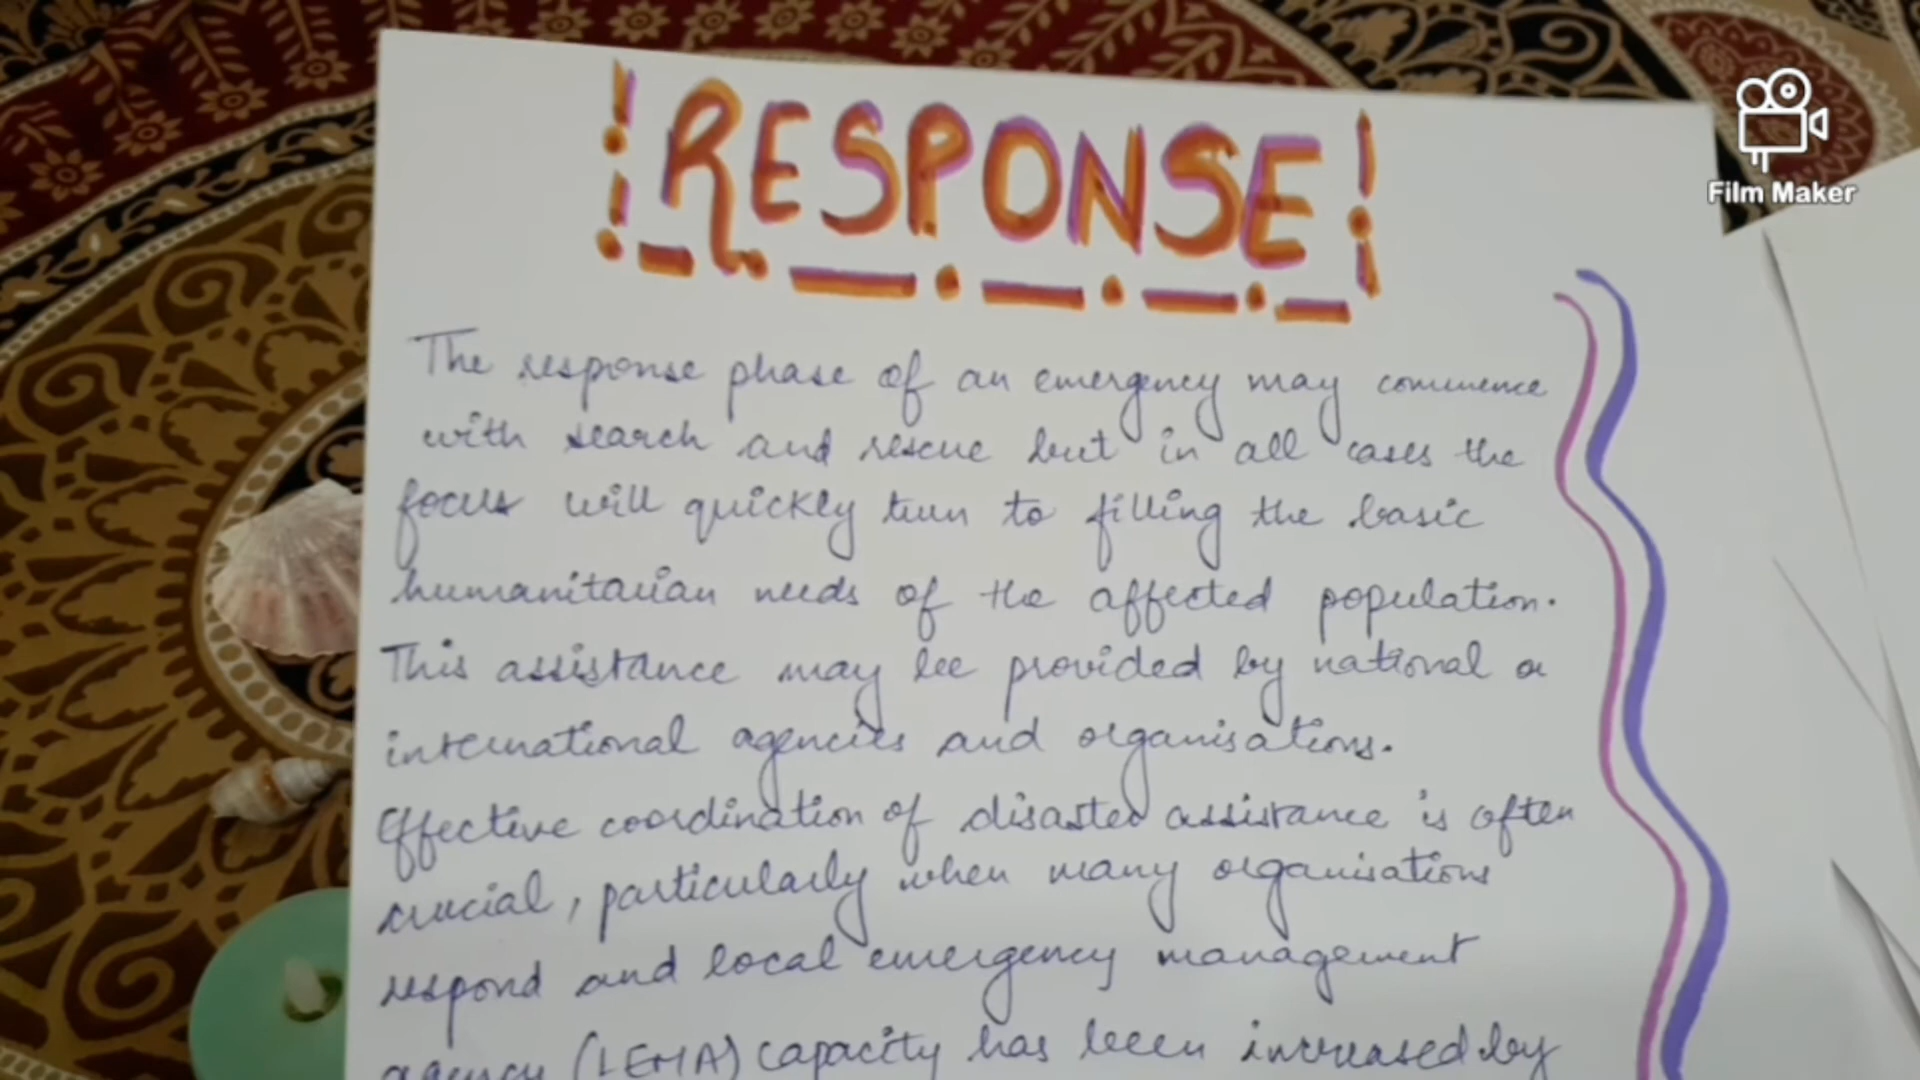 RESPONSE
Film Maker
The response phase of an emergency may commence
with search and rescue but in all cases the
focus will quickly turn to filling the basic
humanitarian needs of the affected population.
This assistance may be provided by national or
international agencies and organisations.
Effective coordination of disaster assistance is often
crucial, particularly when many organisations
respond and local emergency management
agency (LEMA) capacity has been increased by